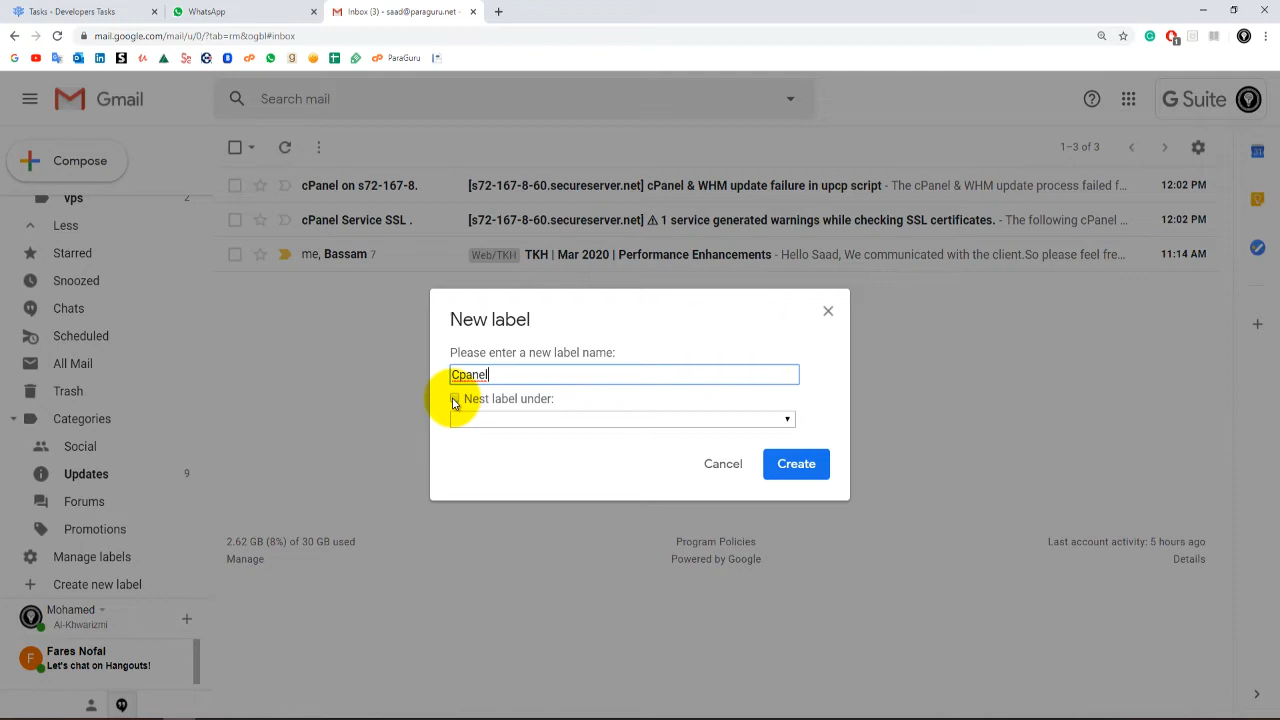 Tasks - Developers Tasks
WhatsApp
Inbox (3) - saad@paraguru.net -
mail.google.com/mail/u/0/?tab=rm&ogbl#inbox
ParaGuru
Gmail
Search mail
G Suite
Compose
1–3 of 3
cPanel on s72-167-8. [s72-167-8-60.secureserver.net] cPanel & WHM update failure in upcp script - The cPanel & WHM update process failed f… 12:02 PM
cPanel Service SSL . [s72-167-8-60.secureserver.net] ⚠ 1 service generated warnings while checking SSL certificates. - The following cPanel … 12:02 PM
me, Bassam 7 Web/TKH TKH | Mar 2020 | Performance Enhancements - Hello Saad, We communicated with the client.So please feel fre… 11:14 AM
vps 2
Less
Starred
Snoozed
Chats
Scheduled
All Mail
Trash
Categories
Social
Updates 9
Forums
Promotions
Manage labels
Create new label
Mohamed
Al-Khwarizmi
Fares Nofal
Let's chat on Hangouts!
New label
Please enter a new label name:
Cpanel
Nest label under:
Cancel
Create
2.62 GB (8%) of 30 GB used
Manage
Program Policies
Powered by Google
Last account activity: 5 hours ago
Details